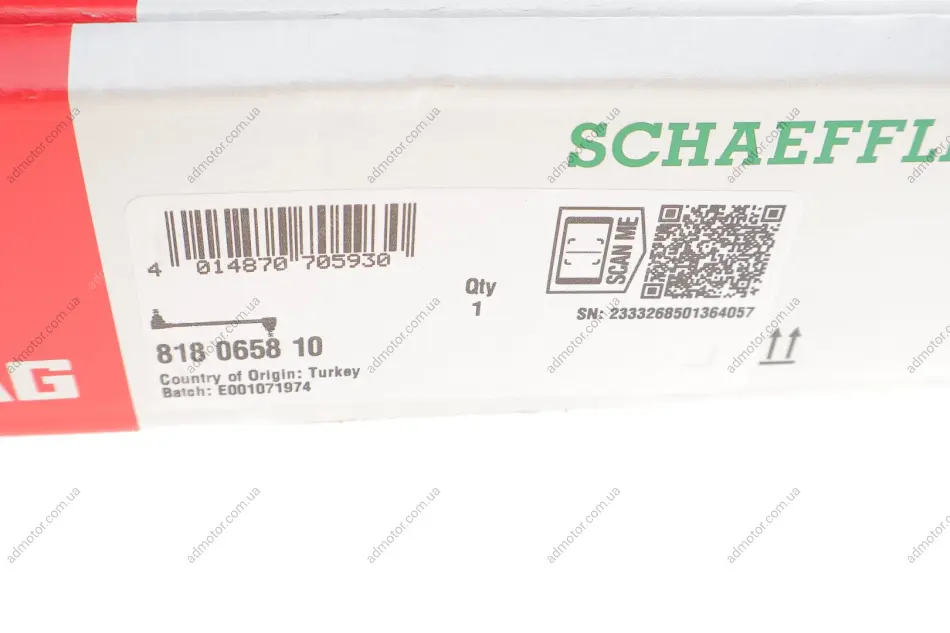 SCHAEFFL
4 014870 705930
Qty
1
SCAN ME
SN: 2333268501364057
818 0658 10
Country of Origin: Turkey
Batch: E001071974
AG
admotor.com.ua